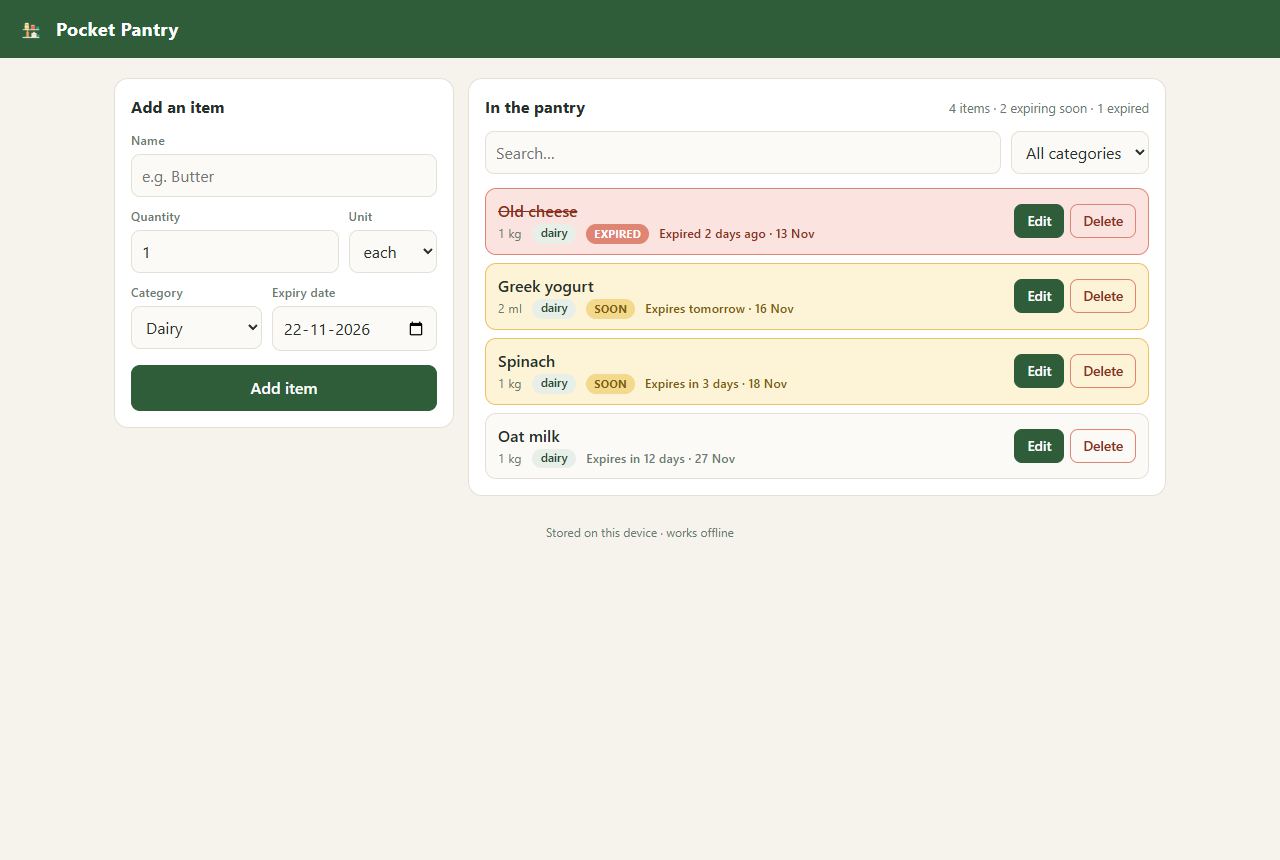 Pocket Pantry
Add an item
Name
e.g. Butter
Quantity
Unit
1
each
Category
Expiry date
Dairy
22-11-2026
Add item
In the pantry
4 items · 2 expiring soon · 1 expired
Search...
All categories
Old cheese
1 kg dairy EXPIRED Expired 2 days ago · 13 Nov
Edit Delete
Greek yogurt
2 ml dairy SOON Expires tomorrow · 16 Nov
Edit Delete
Spinach
1 kg dairy SOON Expires in 3 days · 18 Nov
Edit Delete
Oat milk
1 kg dairy Expires in 12 days · 27 Nov
Edit Delete
Stored on this device · works offline